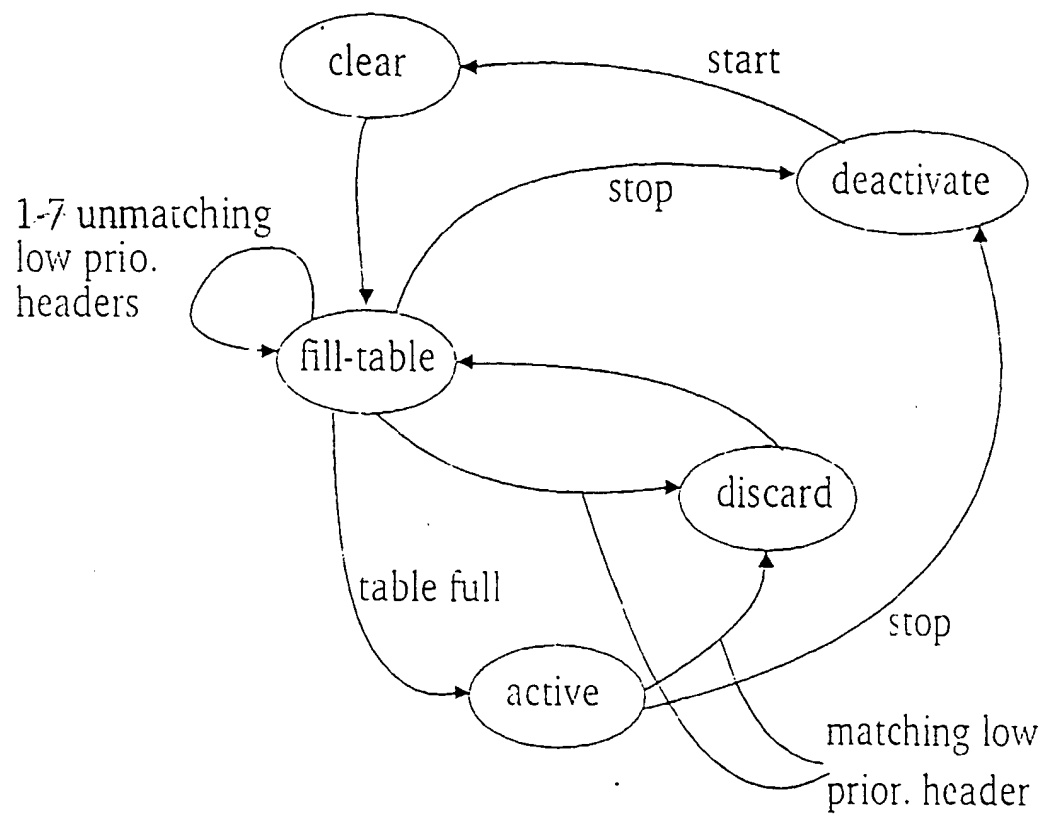 clear
start
deactivate
stop
1-7 unmatching
low prio.
headers
fill-table
discard
table full
stop
active
matching low
prior. header